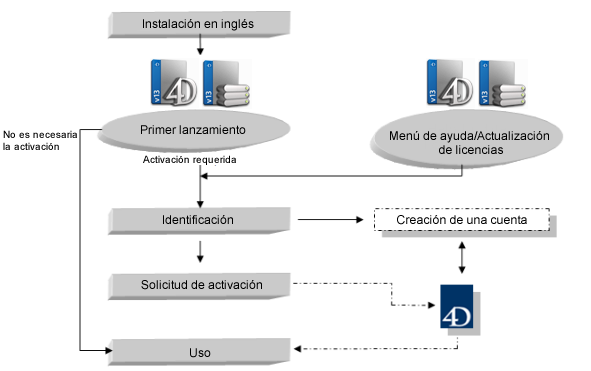 Instalación en inglés
v13
4D
v13
v13
4D
v13
No es necesaria
la activación
Primer lanzamiento
Menú de ayuda/Actualización
de licencias
Activación requerida
Identificación
Creación de una cuenta
Solicitud de activación
4D
Uso